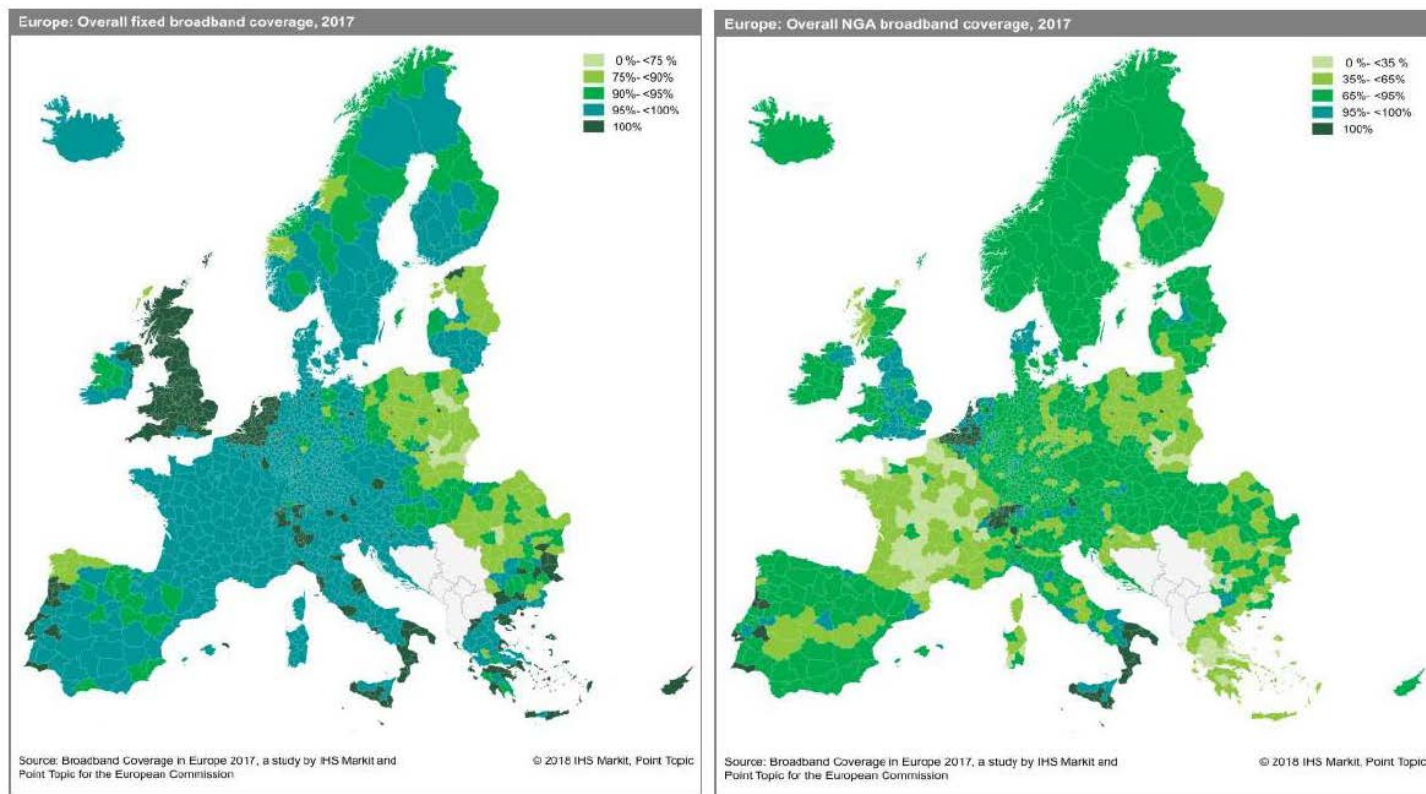 Europe: Overall fixed broadband coverage, 2017
0 %- <75 %
75%- <90%
90%- <95%
95%- <100%
100%
Source: Broadband Coverage in Europe 2017, a study by IHS Markit and
Point Topic for the European Commission
© 2018 IHS Markit, Point Topic
Europe: Overall NGA broadband coverage, 2017
0 %- <35 %
35%- <65%
65%- <95%
95%- <100%
100%
Source: Broadband Coverage in Europe 2017, a study by IHS Markit and
Point Topic for the European Commission
© 2018 IHS Markit, Point Topic